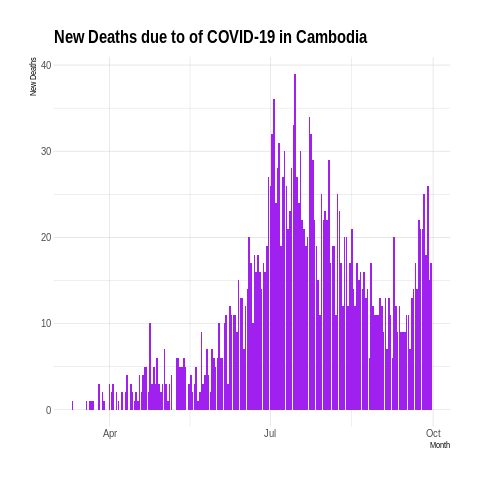 New Deaths due to of COVID-19 in Cambodia
New Deaths
40
30
20
10
0
Apr
Jul
Oct
Month